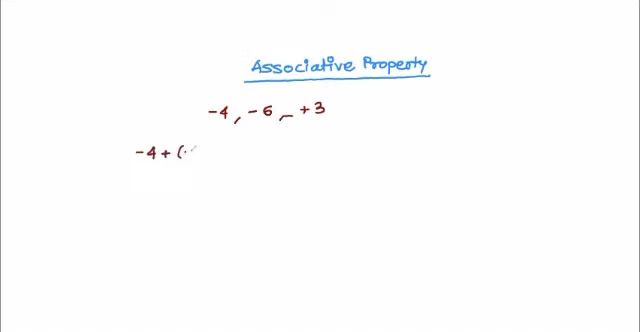 Associative Property
-4, -6, +3
-4 + (